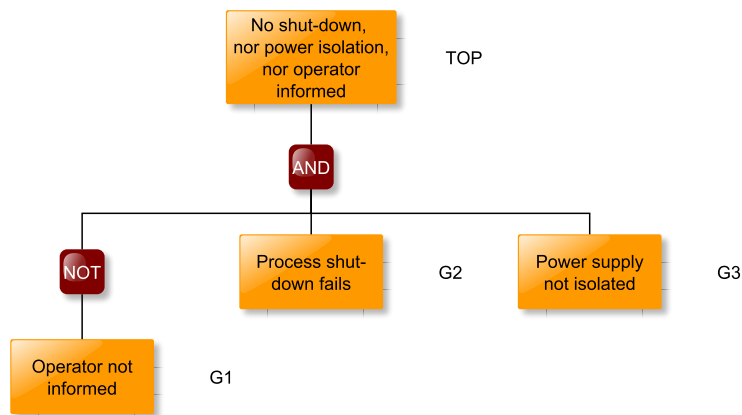 No shut-down,
nor power isolation,
nor operator
informed
TOP
AND
NOT
Process shut-
down fails
G2
Power supply
not isolated
G3
Operator not
informed
G1